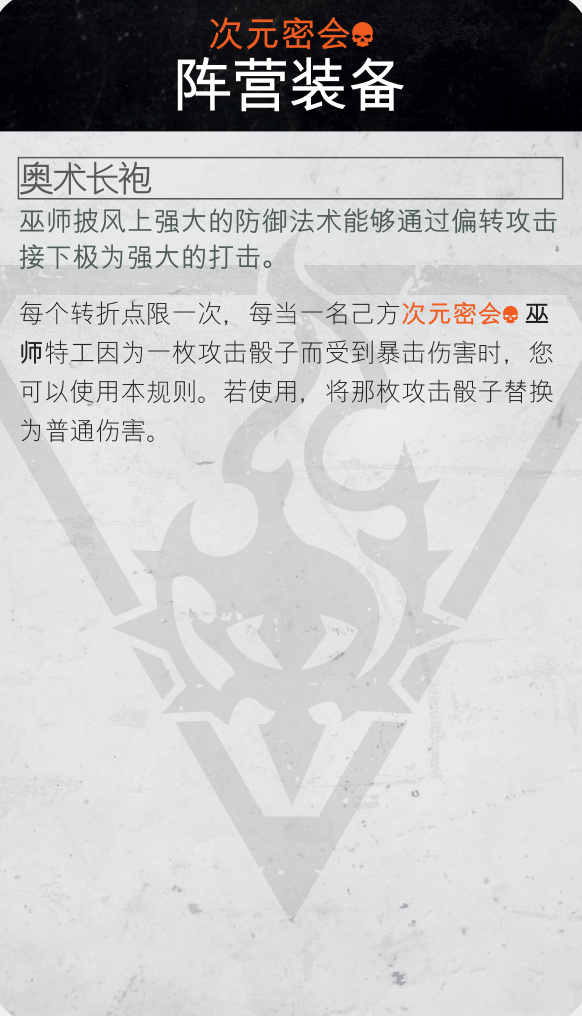 次元密会
阵营装备
奥术长袍
巫师披风上强大的防御法术能够通过偏转攻击
接下极为强大的打击。
每个转折点限一次，每当一名己方次元密会 巫
师特工因为一枚攻击骰子而受到暴击伤害时，您
可以使用本规则。若使用，将那枚攻击骰子替换
为普通伤害。